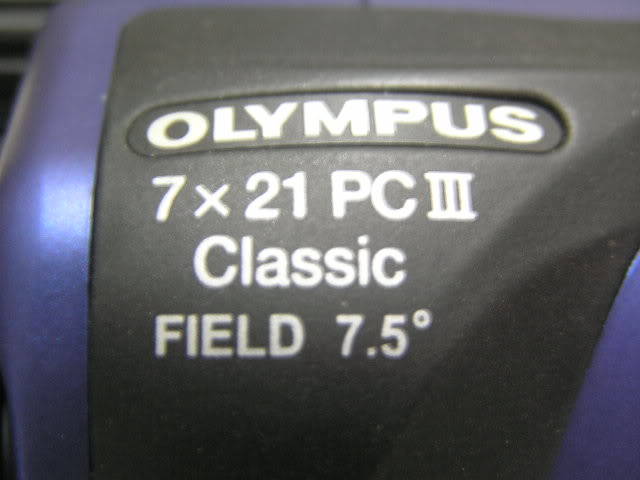 OLYMPUS
7 × 21 PC III
Classic
FIELD 7.5°